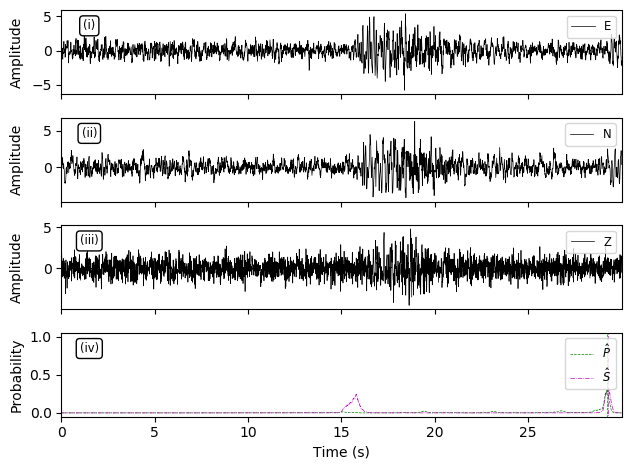 (i)
E
Amplitude
5
0
−5
(ii)
N
Amplitude
5
0
(iii)
Z
Amplitude
5
0
(iv)
P̂
Ŝ
Probability
1.0
0.5
0.0
0 5 10 15 20 25
Time (s)